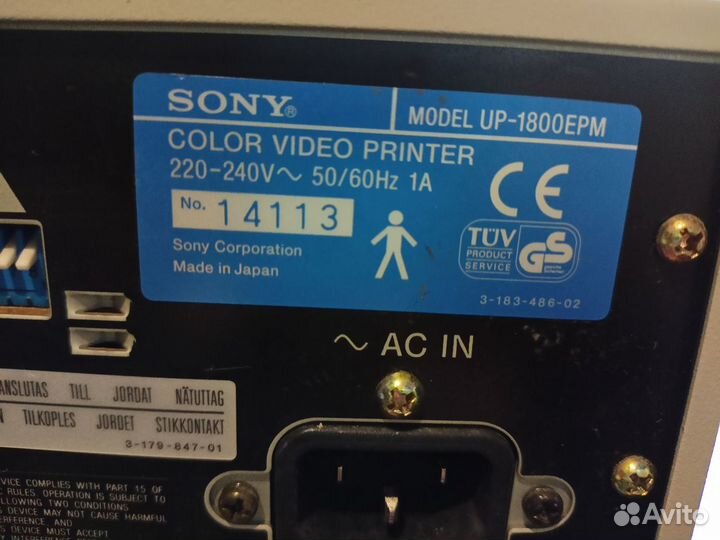 SONY®
MODEL UP-1800EPM
COLOR VIDEO PRINTER
220-240V～ 50/60Hz 1A
No. 14113
CE
Sony Corporation
Made in Japan
TÜV
PRODUCT
SERVICE
GS
geprüfte
Sicherheit
3-183-486-02
～ AC IN
ANSLUTAS TILL JORDAT NÄTUTTAG
TILKOPLES JORDET STIKKONTAKT
3-179-847-01
COMPLIES WITH PART 15 OF
RULES. OPERATION IS SUBJECT TO
FOLLOWING TWO CONDITIONS
DEVICE MAY NOT CAUSE HARMFUL
AND
DEVICE MUST ACCEPT
Avito